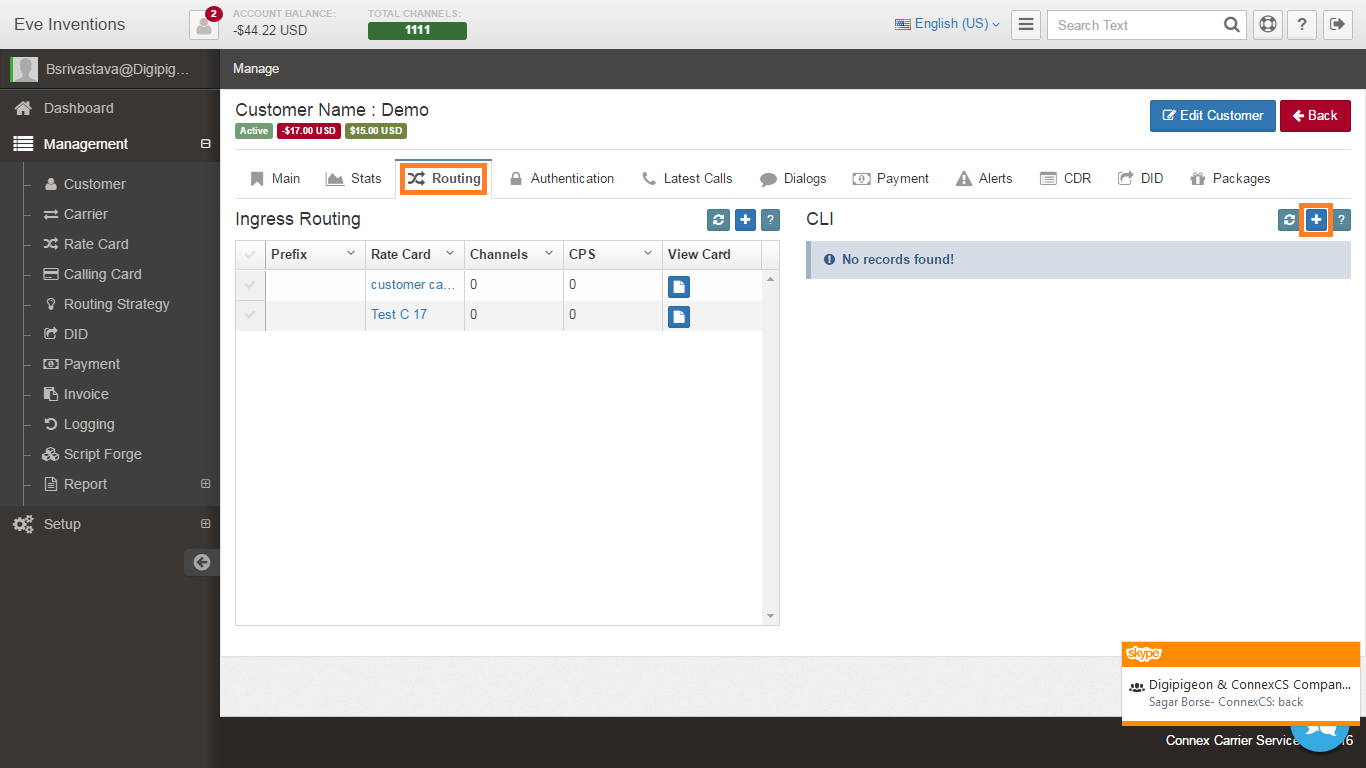 Eve Inventions
2
ACCOUNT BALANCE:
-$44.22 USD
TOTAL CHANNELS:
1111
English (US)
Search Text
?
Bsrivastava@Digipig...
Manage
Dashboard
Management
Customer
Carrier
Rate Card
Calling Card
Routing Strategy
DID
Payment
Invoice
Logging
Script Forge
Report
Setup
Customer Name : Demo
Active -$17.00 USD $15.00 USD
Edit Customer
Back
Main Stats Routing Authentication Latest Calls Dialogs Payment Alerts CDR DID Packages
Ingress Routing
?
Prefix Rate Card Channels CPS View Card
customer ca... 0 0
Test C 17 0 0
CLI
?
No records found!
skype
Digipigeon & ConnexCS Compan...
Sagar Borse- ConnexCS: back
Connex Carrier Service 16